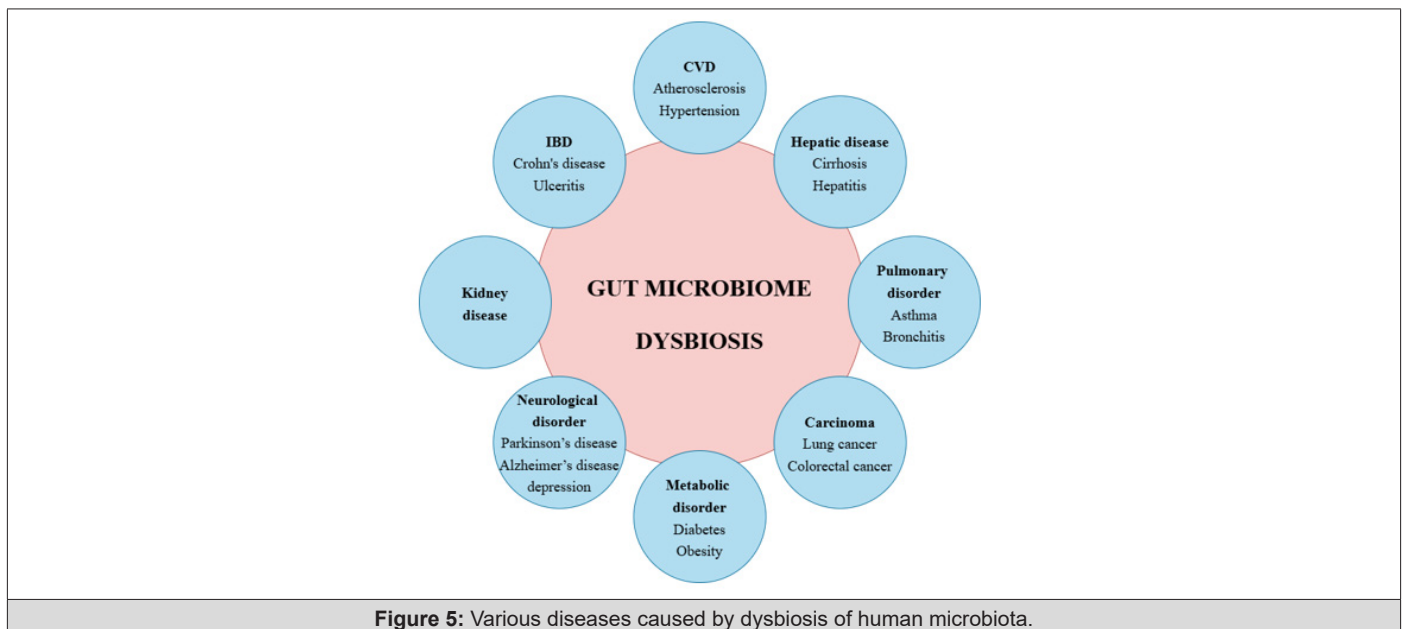 CVD
Atherosclerosis
Hypertension
Hepatic disease
Cirrhosis
Hepatitis
Pulmonary
disorder
Asthma
Bronchitis
Carcinoma
Lung cancer
Colorectal cancer
Metabolic
disorder
Diabetes
Obesity
Neurological
disorder
Parkinson’s disease
Alzheimer’s disease
depression
Kidney
disease
IBD
Crohn's disease
Ulceritis
GUT MICROBIOME
DYSBIOSIS
Figure 5: Various diseases caused by dysbiosis of human microbiota.